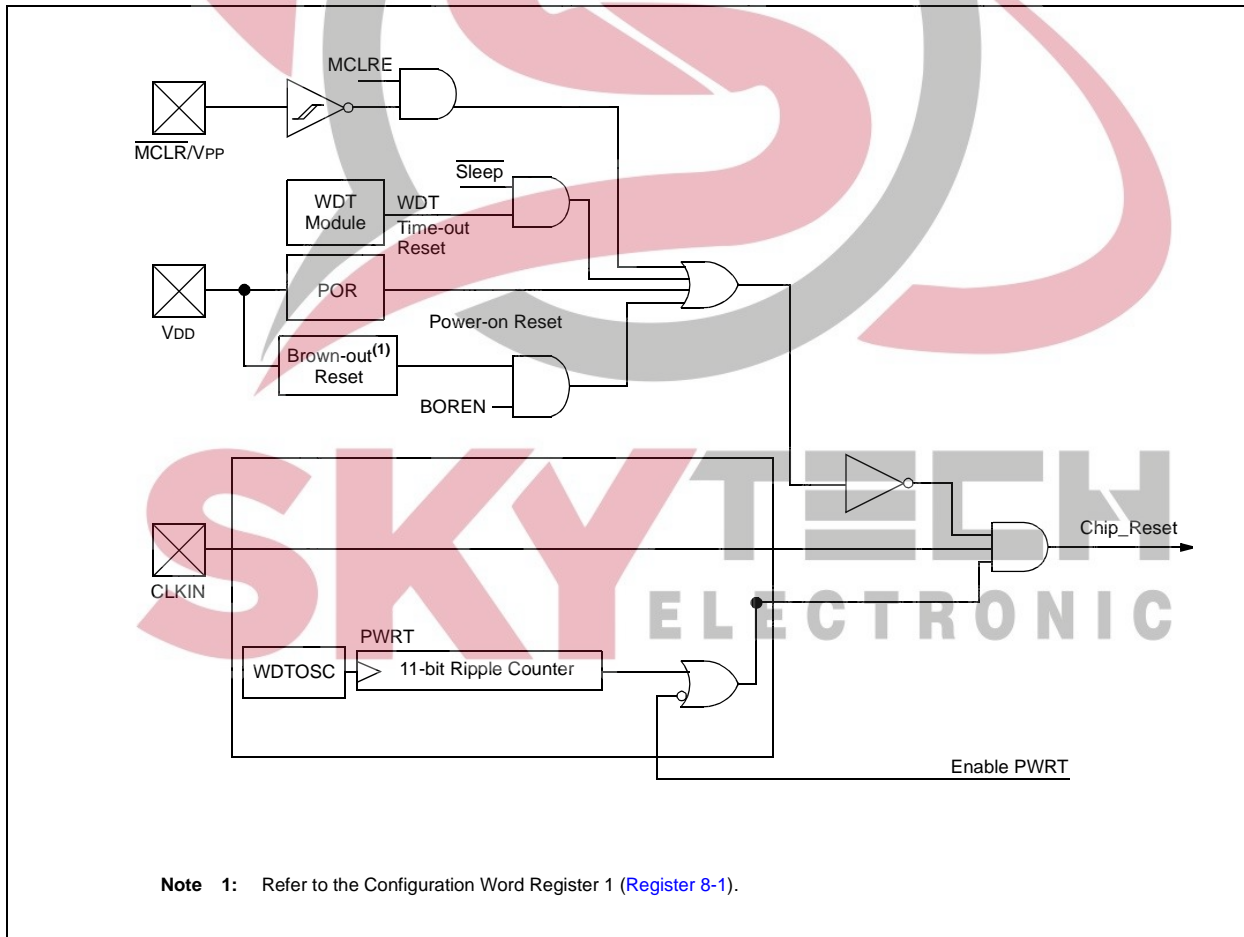 MCLRE
MCLR/VPP
Sleep
WDT
Module
WDT
Time-out
Reset
POR
VDD
Power-on Reset
Brown-out(1)
Reset
BOREN
SKY TECH
ELECTRONIC
Chip_Reset
CLKIN
PWRT
WDTOSC
11-bit Ripple Counter
Enable PWRT
Note 1: Refer to the Configuration Word Register 1 (Register 8-1).